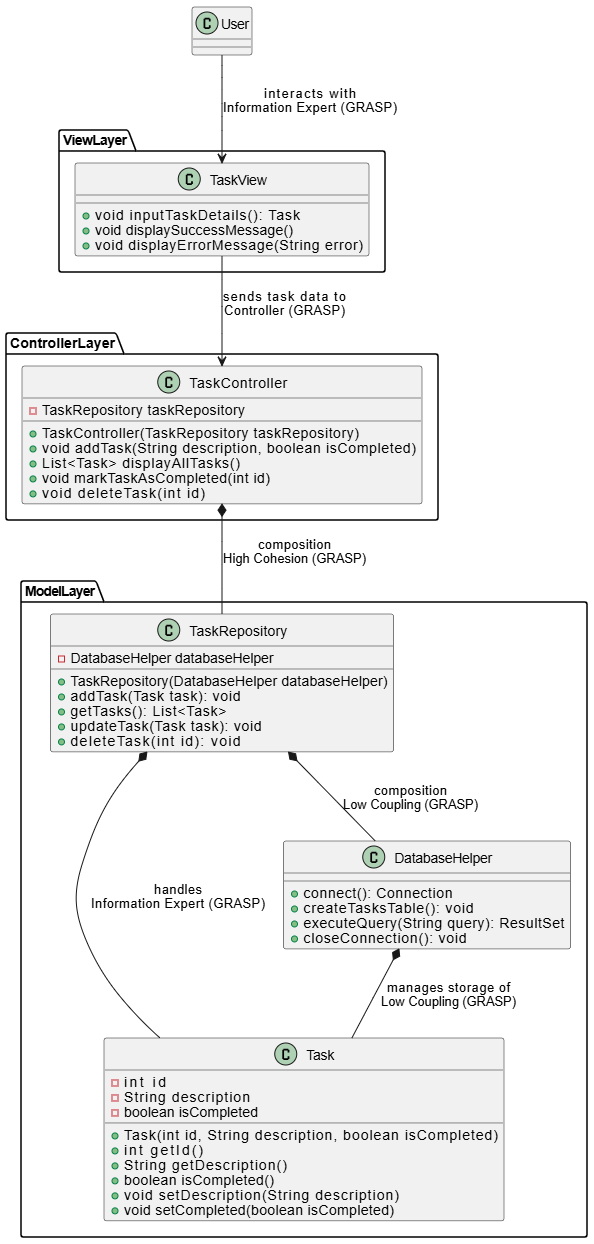 C User
interacts with
Information Expert (GRASP)
ViewLayer
C TaskView
void inputTaskDetails(): Task
void displaySuccessMessage()
void displayErrorMessage(String error)
sends task data to
Controller (GRASP)
ControllerLayer
C TaskController
TaskRepository taskRepository
TaskController(TaskRepository taskRepository)
void addTask(String description, boolean isCompleted)
List<Task> displayAllTasks()
void markTaskAsCompleted(int id)
void deleteTask(int id)
composition
High Cohesion (GRASP)
ModelLayer
C TaskRepository
DatabaseHelper databaseHelper
TaskRepository(DatabaseHelper databaseHelper)
addTask(Task task): void
getTasks(): List<Task>
updateTask(Task task): void
deleteTask(int id): void
composition
Low Coupling (GRASP)
C DatabaseHelper
connect(): Connection
createTasksTable(): void
executeQuery(String query): ResultSet
closeConnection(): void
handles
Information Expert (GRASP)
manages storage of
Low Coupling (GRASP)
C Task
int id
String description
boolean isCompleted
Task(int id, String description, boolean isCompleted)
int getId()
String getDescription()
boolean isCompleted()
void setDescription(String description)
void setCompleted(boolean isCompleted)